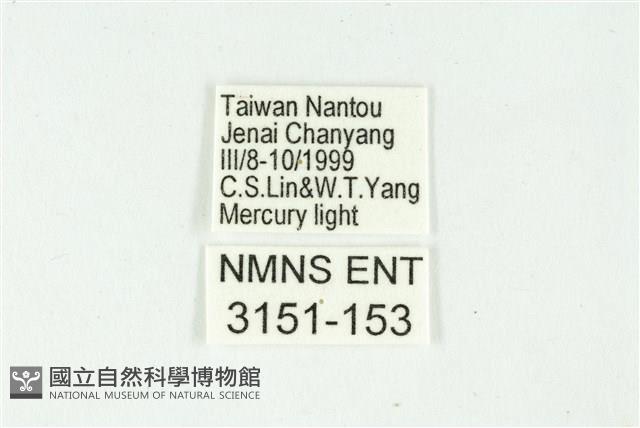 Taiwan Nantou
Jenai Chanyang
III/8-10/1999
C.S.Lin&W.T.Yang
Mercury light
NMNS ENT
3151-153
國立自然科學博物館
NATIONAL MUSEUM OF NATURAL SCIENCE